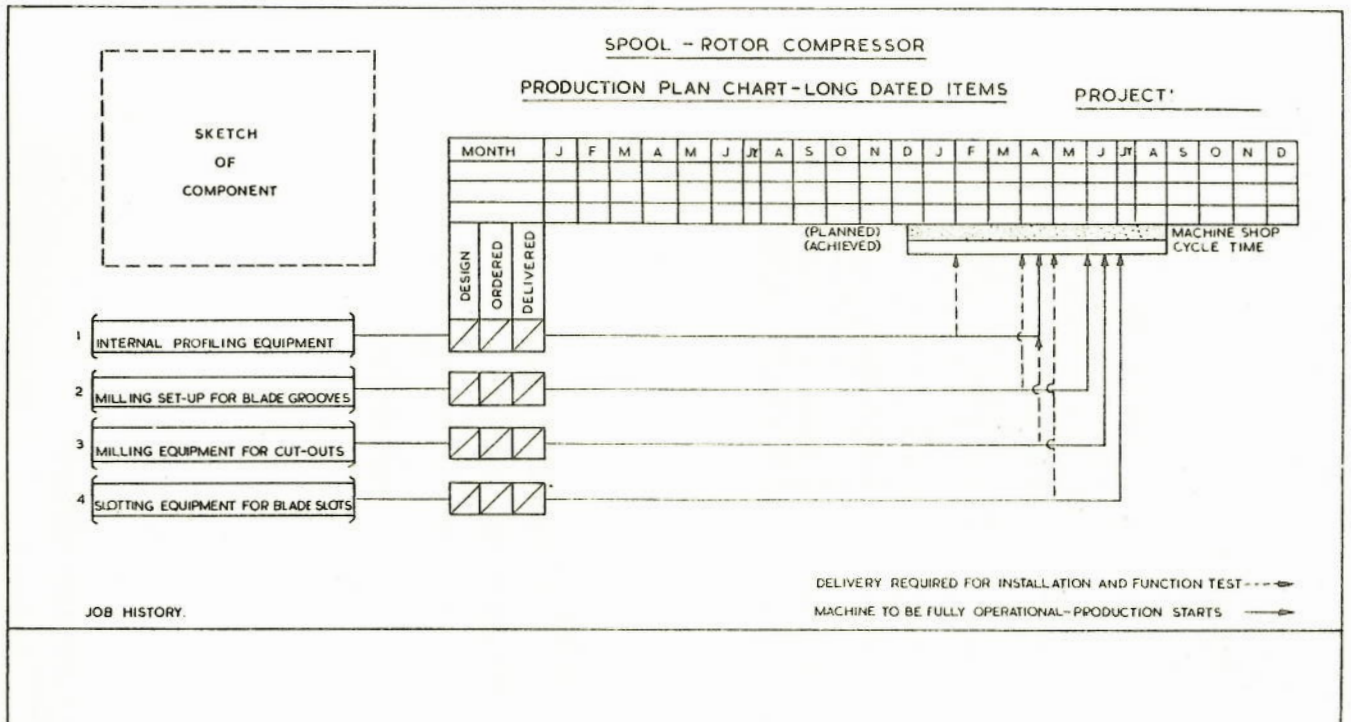 SPOOL - ROTOR COMPRESSOR
PRODUCTION PLAN CHART-LONG DATED ITEMS
PROJECT:
SKETCH
OF
COMPONENT
MONTH J F M A M J JY A S O N D J F M A M J JY A S O N D
(PLANNED)
(ACHIEVED)
MACHINE SHOP
CYCLE TIME
DESIGN
ORDERED
DELIVERED
1 INTERNAL PROFILING EQUIPMENT
2 MILLING SET-UP FOR BLADE GROOVES
3 MILLING EQUIPMENT FOR CUT-OUTS
4 SLOTTING EQUIPMENT FOR BLADE SLOTS
DELIVERY REQUIRED FOR INSTALLATION AND FUNCTION TEST
MACHINE TO BE FULLY OPERATIONAL-PRODUCTION STARTS
JOB HISTORY.